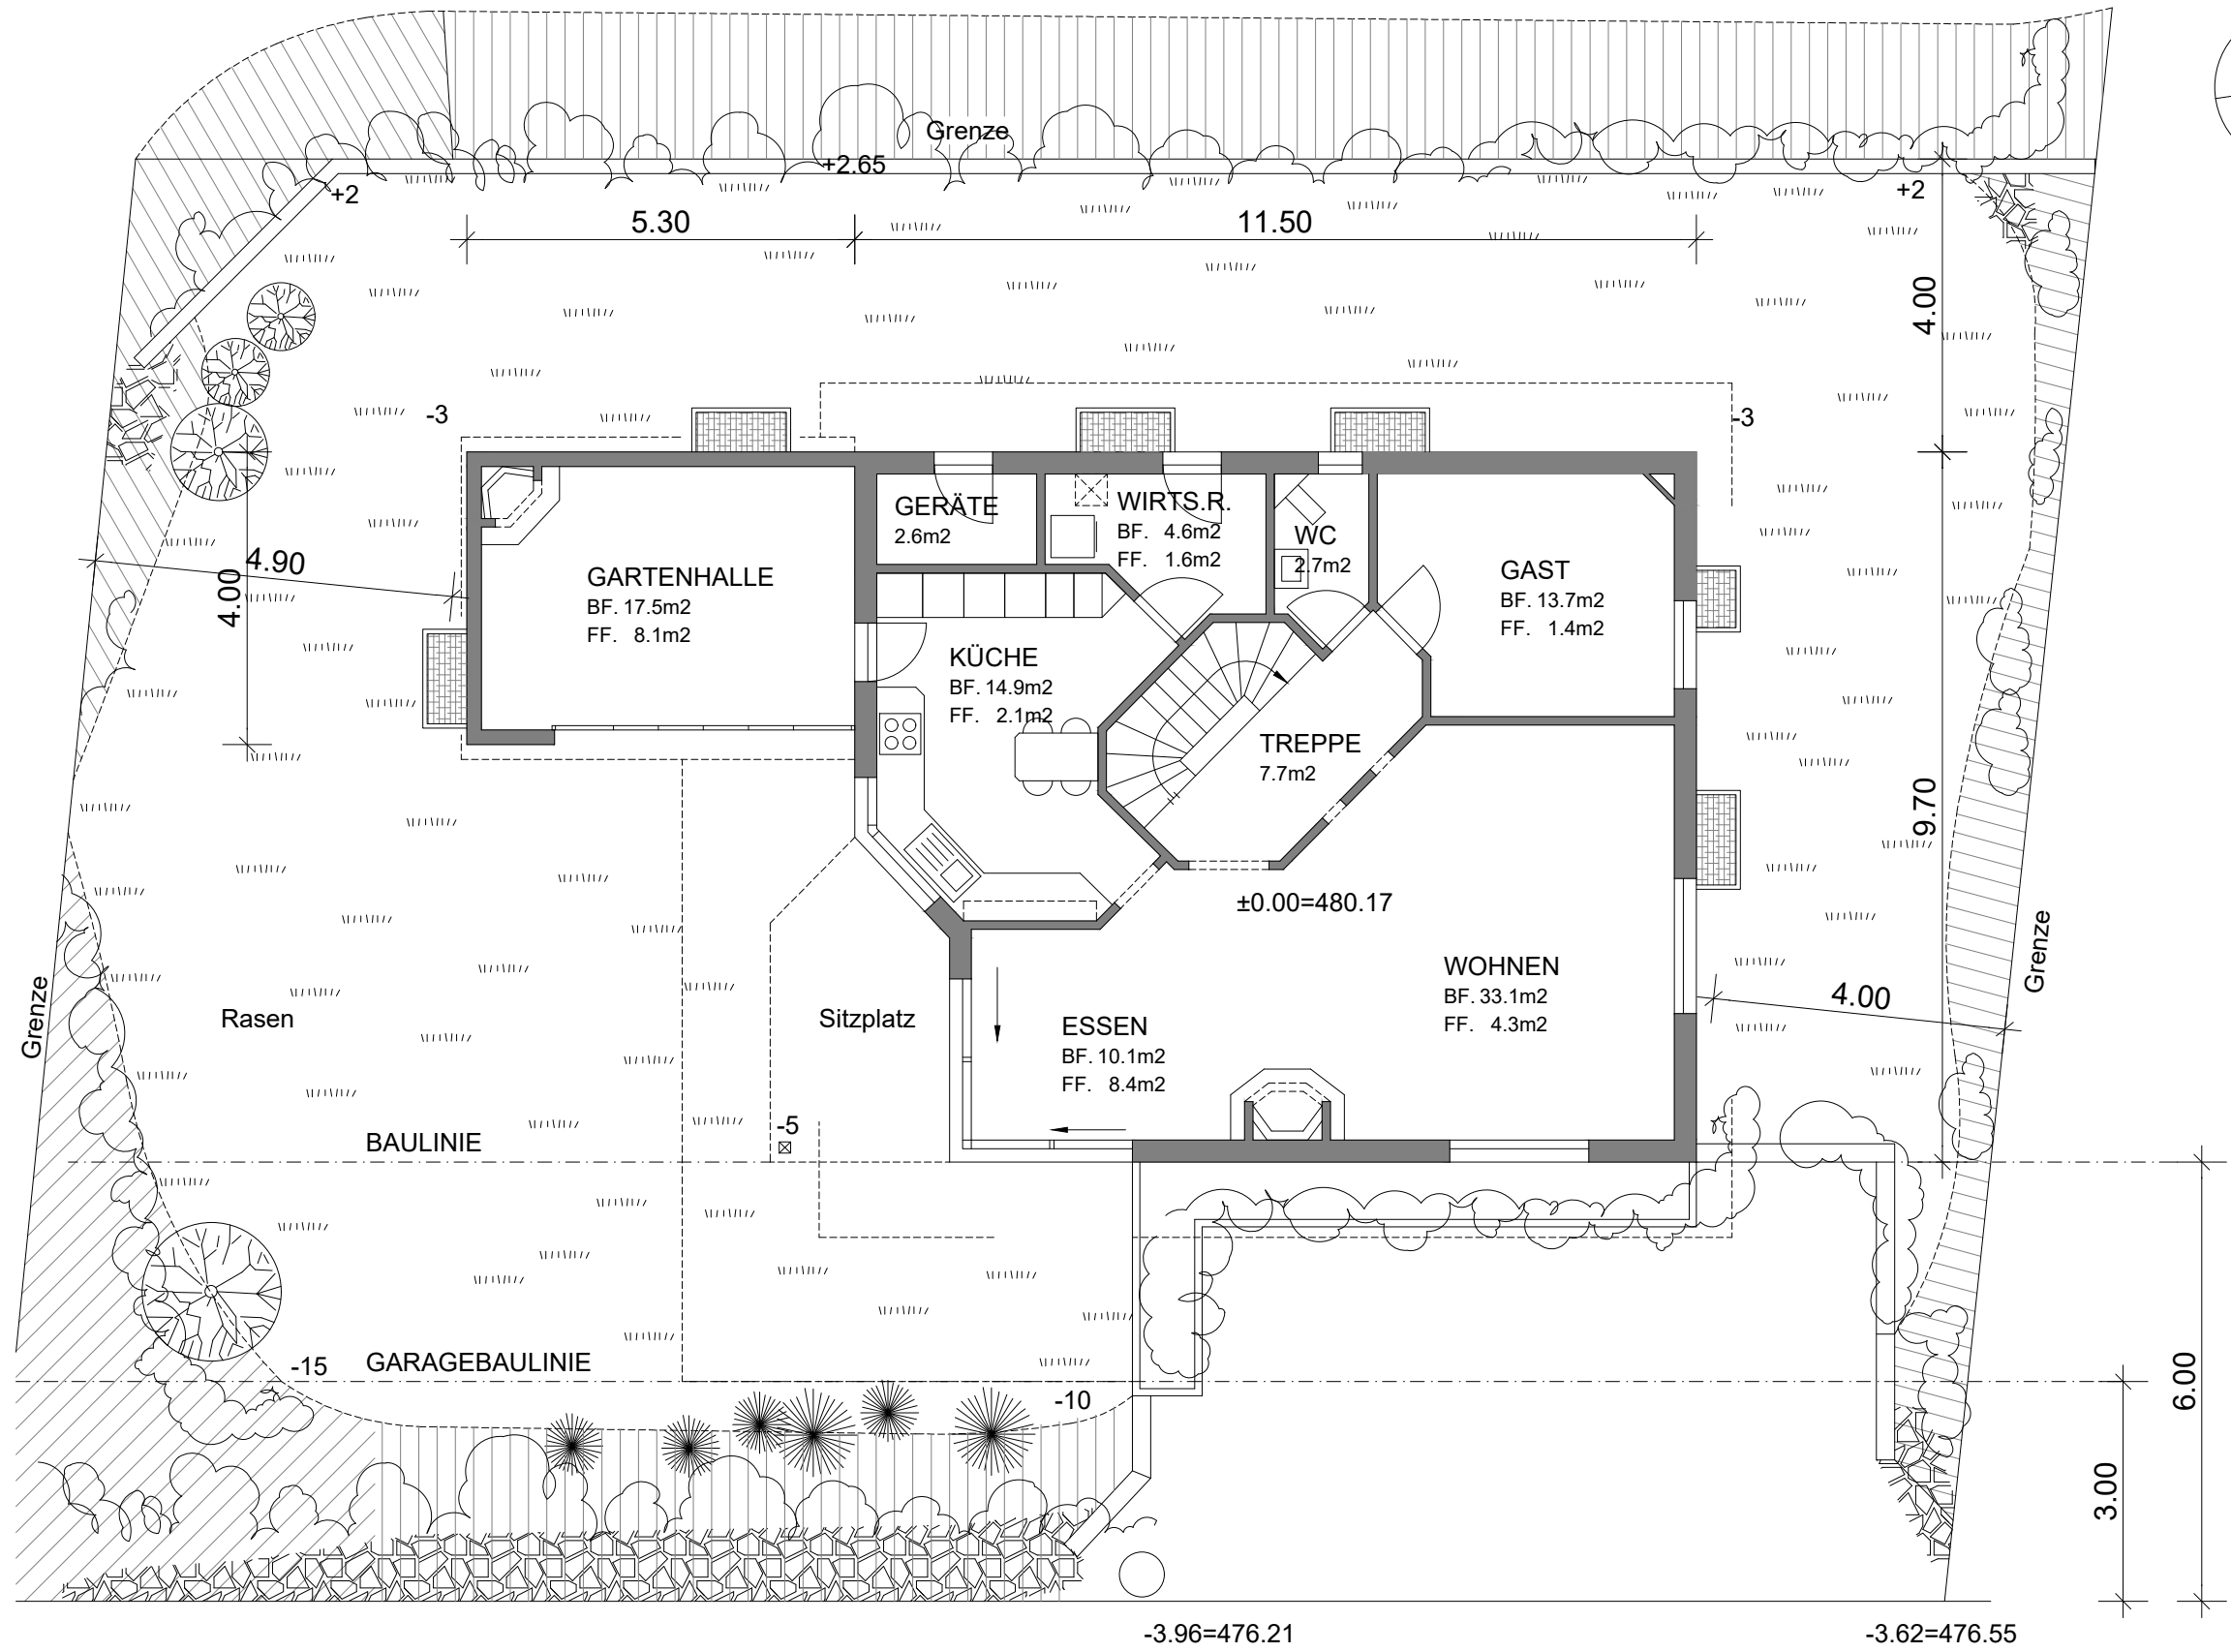 Grenze
+2.65
+2
+2
5.30
11.50
4.00
-3
-3
GERÄTE
2.6m2
WIRTS.R.
BF. 4.6m2
FF. 1.6m2
WC
2.7m2
4.90
4.00
GARTENHALLE
BF. 17.5m2
FF. 8.1m2
GAST
BF. 13.7m2
FF. 1.4m2
KÜCHE
BF. 14.9m2
FF. 2.1m2
TREPPE
7.7m2
9.70
±0.00=480.17
Grenze
WOHNEN
BF. 33.1m2
FF. 4.3m2
4.00
Grenze
Rasen
Sitzplatz
ESSEN
BF. 10.1m2
FF. 8.4m2
-5
BAULINIE
-15
GARAGEBAULINIE
-10
6.00
3.00
-3.96=476.21
-3.62=476.55